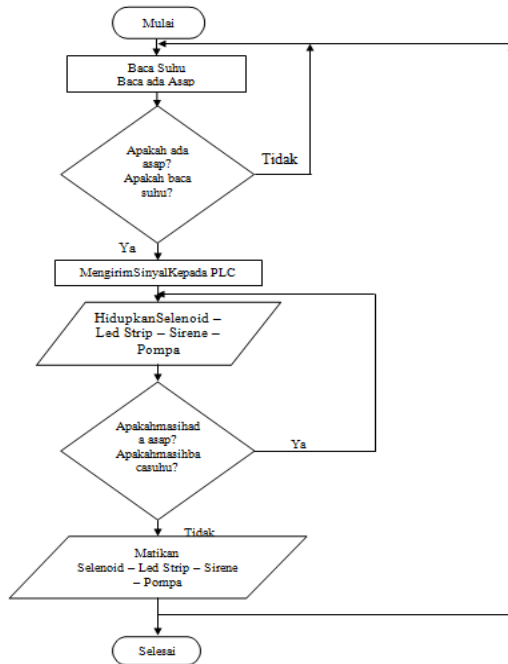 Mulai
Baca Suhu
Baca ada Asap
Apakah ada
asap?
Apakah baca
suhu?
Tidak
Ya
MengirimSinyalKepada PLC
HidupkanSelenoid –
Led Strip – Sirene –
Pompa
Apakahmasihad
a asap?
Apakahmasihba
casuhu?
Ya
Tidak
Matikan
Selenoid – Led Strip – Sirene
– Pompa
Selesai